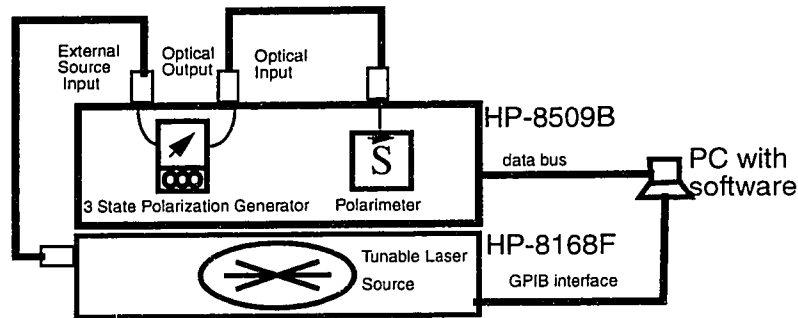 External
Source
Input
Optical
Output
Optical
Input
HP-8509B
S
data bus
PC with
software
3 State Polarization Generator
Polarimeter
HP-8168F
Tunable Laser
Source
GPIB interface